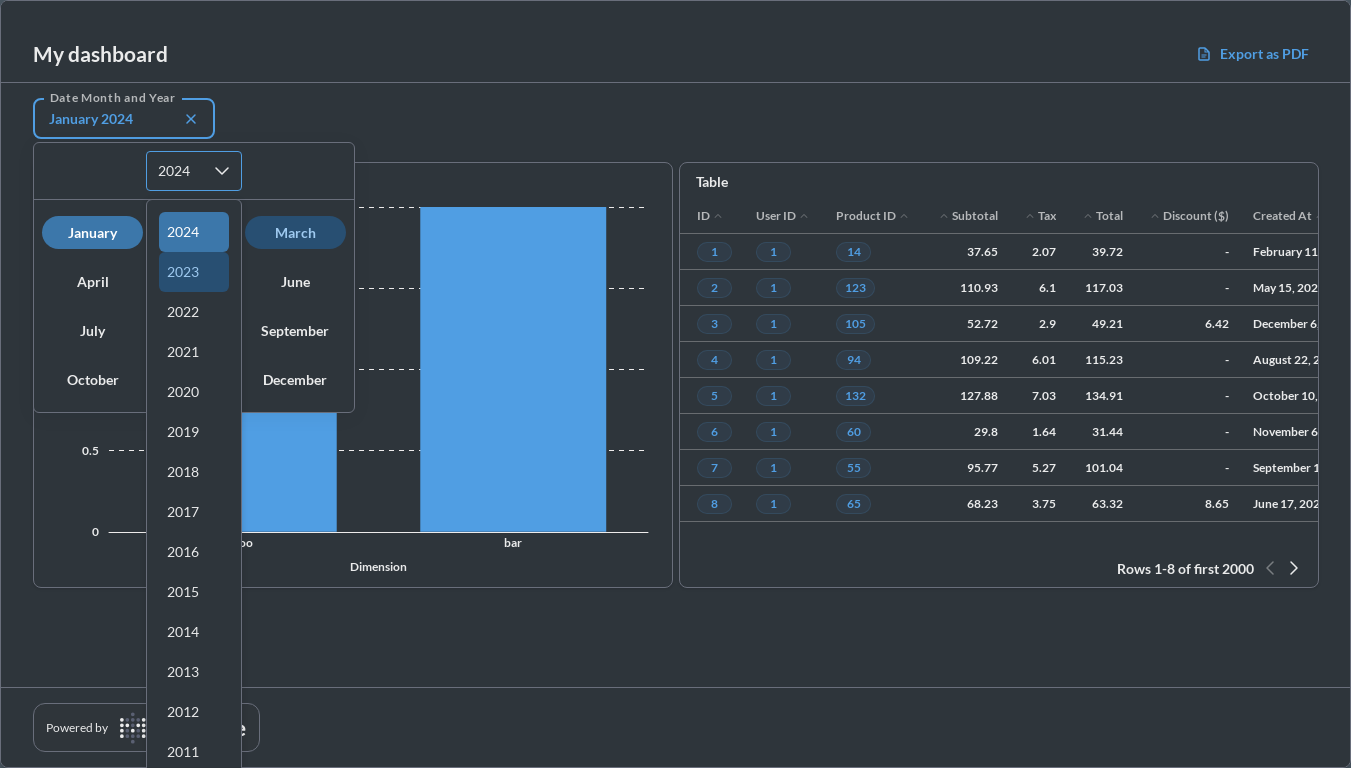 My dashboard
Export as PDF
Date Month and Year
January 2024
2024
January
March
April
June
July
September
October
December
2024
2023
2022
2021
2020
2019
2018
2017
2016
2015
2014
2013
2012
2011
0.5
0
bar
Dimension
Table
ID User ID Product ID Subtotal Tax Total Discount ($) Created At
1 1 14 37.65 2.07 39.72 - February 11
2 1 123 110.93 6.1 117.03 - May 15, 202
3 1 105 52.72 2.9 49.21 6.42 December 6,
4 1 94 109.22 6.01 115.23 - August 22, 2
5 1 132 127.88 7.03 134.91 - October 10,
6 1 60 29.8 1.64 31.44 - November 6
7 1 55 95.77 5.27 101.04 - September 1
8 1 65 68.23 3.75 63.32 8.65 June 17, 202
Rows 1-8 of first 2000
Powered by